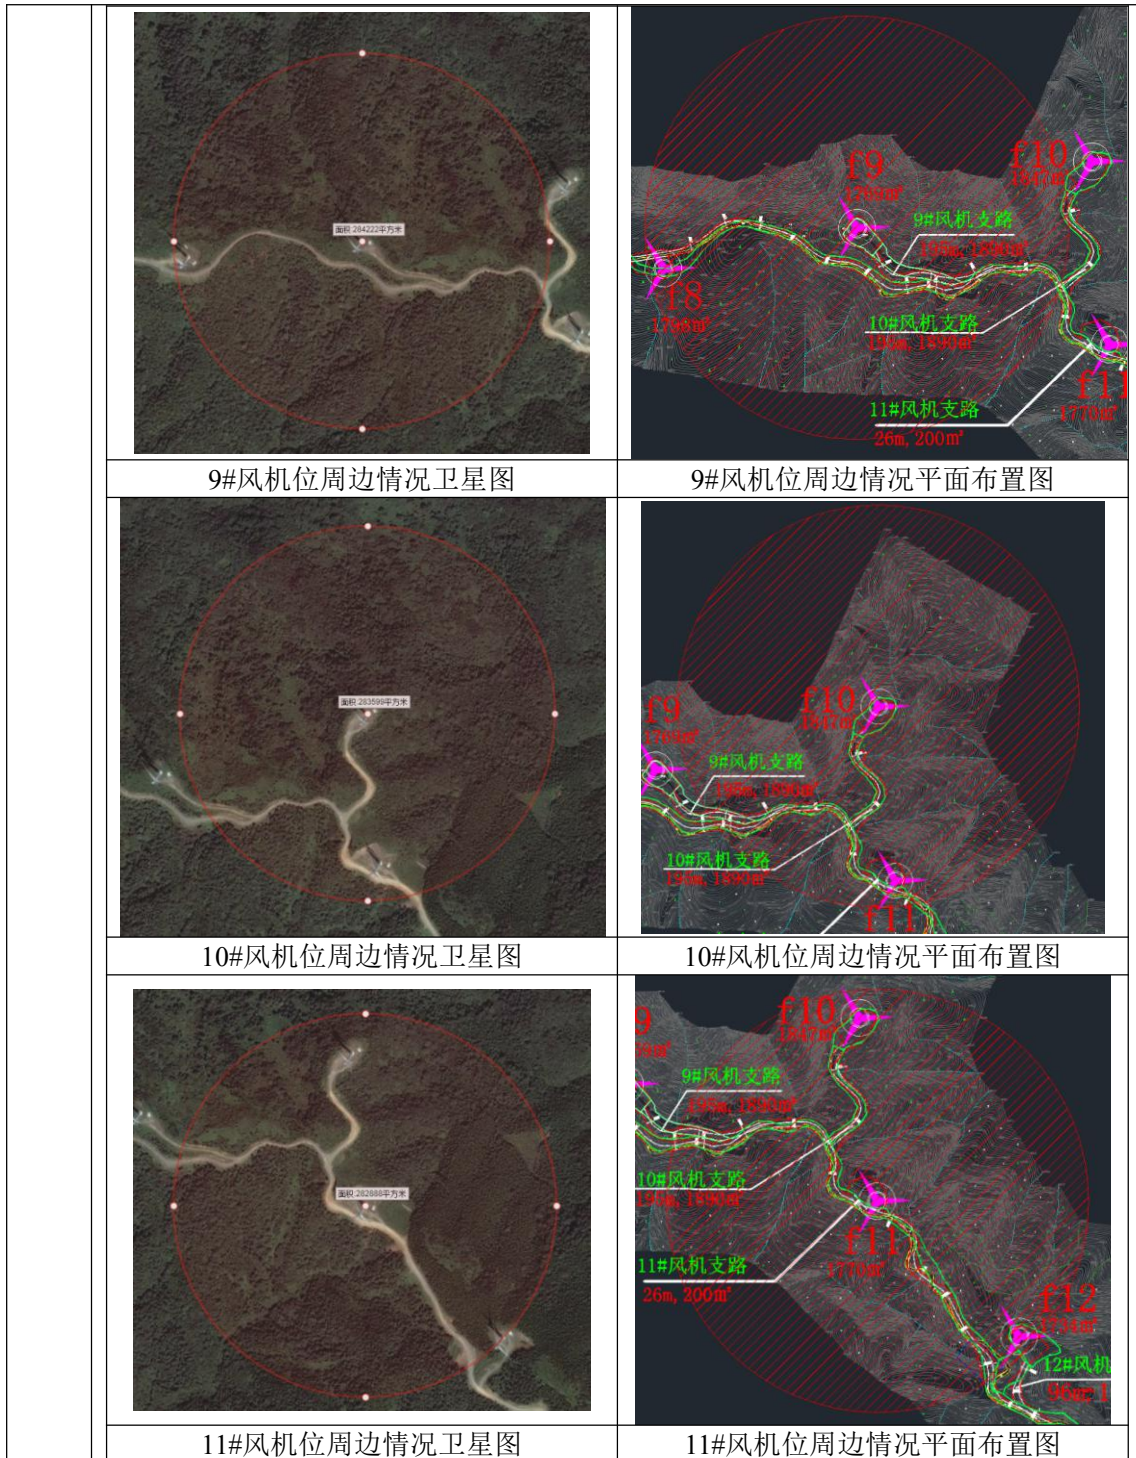 面积:284222平方米
f9
1769㎡
f10
1847㎡
9#风机支路
195m, 1890㎡
f8
1798㎡
10#风机支路
195m, 1890㎡
f11
1770㎡
11#风机支路
26m, 200㎡
9#风机位周边情况卫星图
9#风机位周边情况平面布置图
面积:283599平方米
f10
1847㎡
f9
1769㎡
9#风机支路
195m, 1890㎡
10#风机支路
195m, 1890㎡
f11
10#风机位周边情况卫星图
10#风机位周边情况平面布置图
面积:282888平方米
f10
1847㎡
9
9#风机支路
195m, 1890㎡
10#风机支路
195m, 1890㎡
f11
1770㎡
11#风机支路
26m, 200㎡
f12
1734㎡
12#风机
96m, 1
11#风机位周边情况卫星图
11#风机位周边情况平面布置图